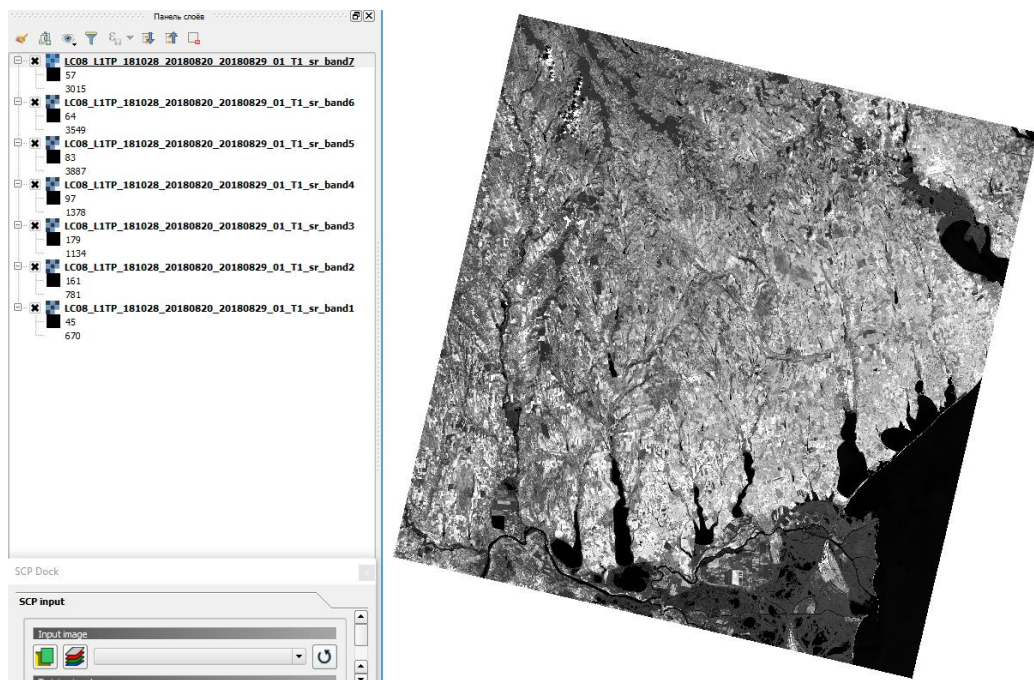 Панель слоёв
LC08_L1TP_181028_20180820_20180829_01_T1_sr_band7
57
3015
LC08_L1TP_181028_20180820_20180829_01_T1_sr_band6
64
3549
LC08_L1TP_181028_20180820_20180829_01_T1_sr_band5
83
3887
LC08_L1TP_181028_20180820_20180829_01_T1_sr_band4
97
1378
LC08_L1TP_181028_20180820_20180829_01_T1_sr_band3
179
1134
LC08_L1TP_181028_20180820_20180829_01_T1_sr_band2
161
781
LC08_L1TP_181028_20180820_20180829_01_T1_sr_band1
45
670
SCP Dock
SCP input
Input image